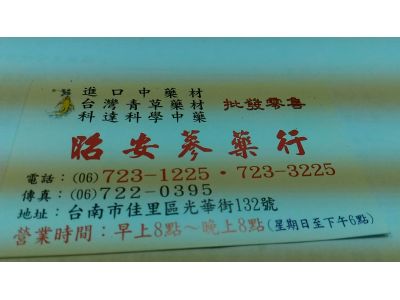 進口中藥材
台灣青草藥材 批發零售
科達科學中藥
昭安蔘藥行
電話：(06)723-1225・723-3225
傳真：(06)722-0395
地址：台南市佳里區光華街132號
營業時間：早上8點～晚上8點(星期日至下午6點)